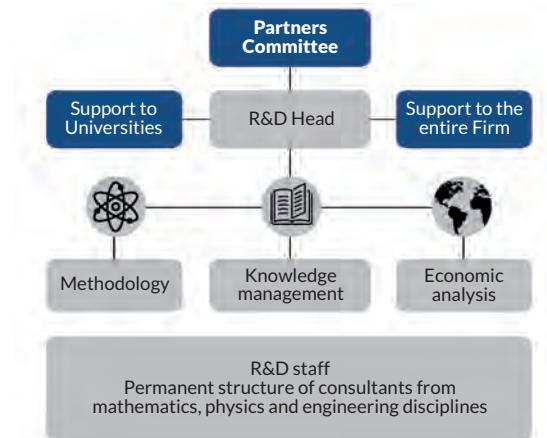 Partners
Committee
Support to
Universities
R&D Head
Support to the
entire Firm
Methodology
Knowledge
management
Economic
analysis
R&D staff
Permanent structure of consultants from
mathematics, physics and engineering disciplines